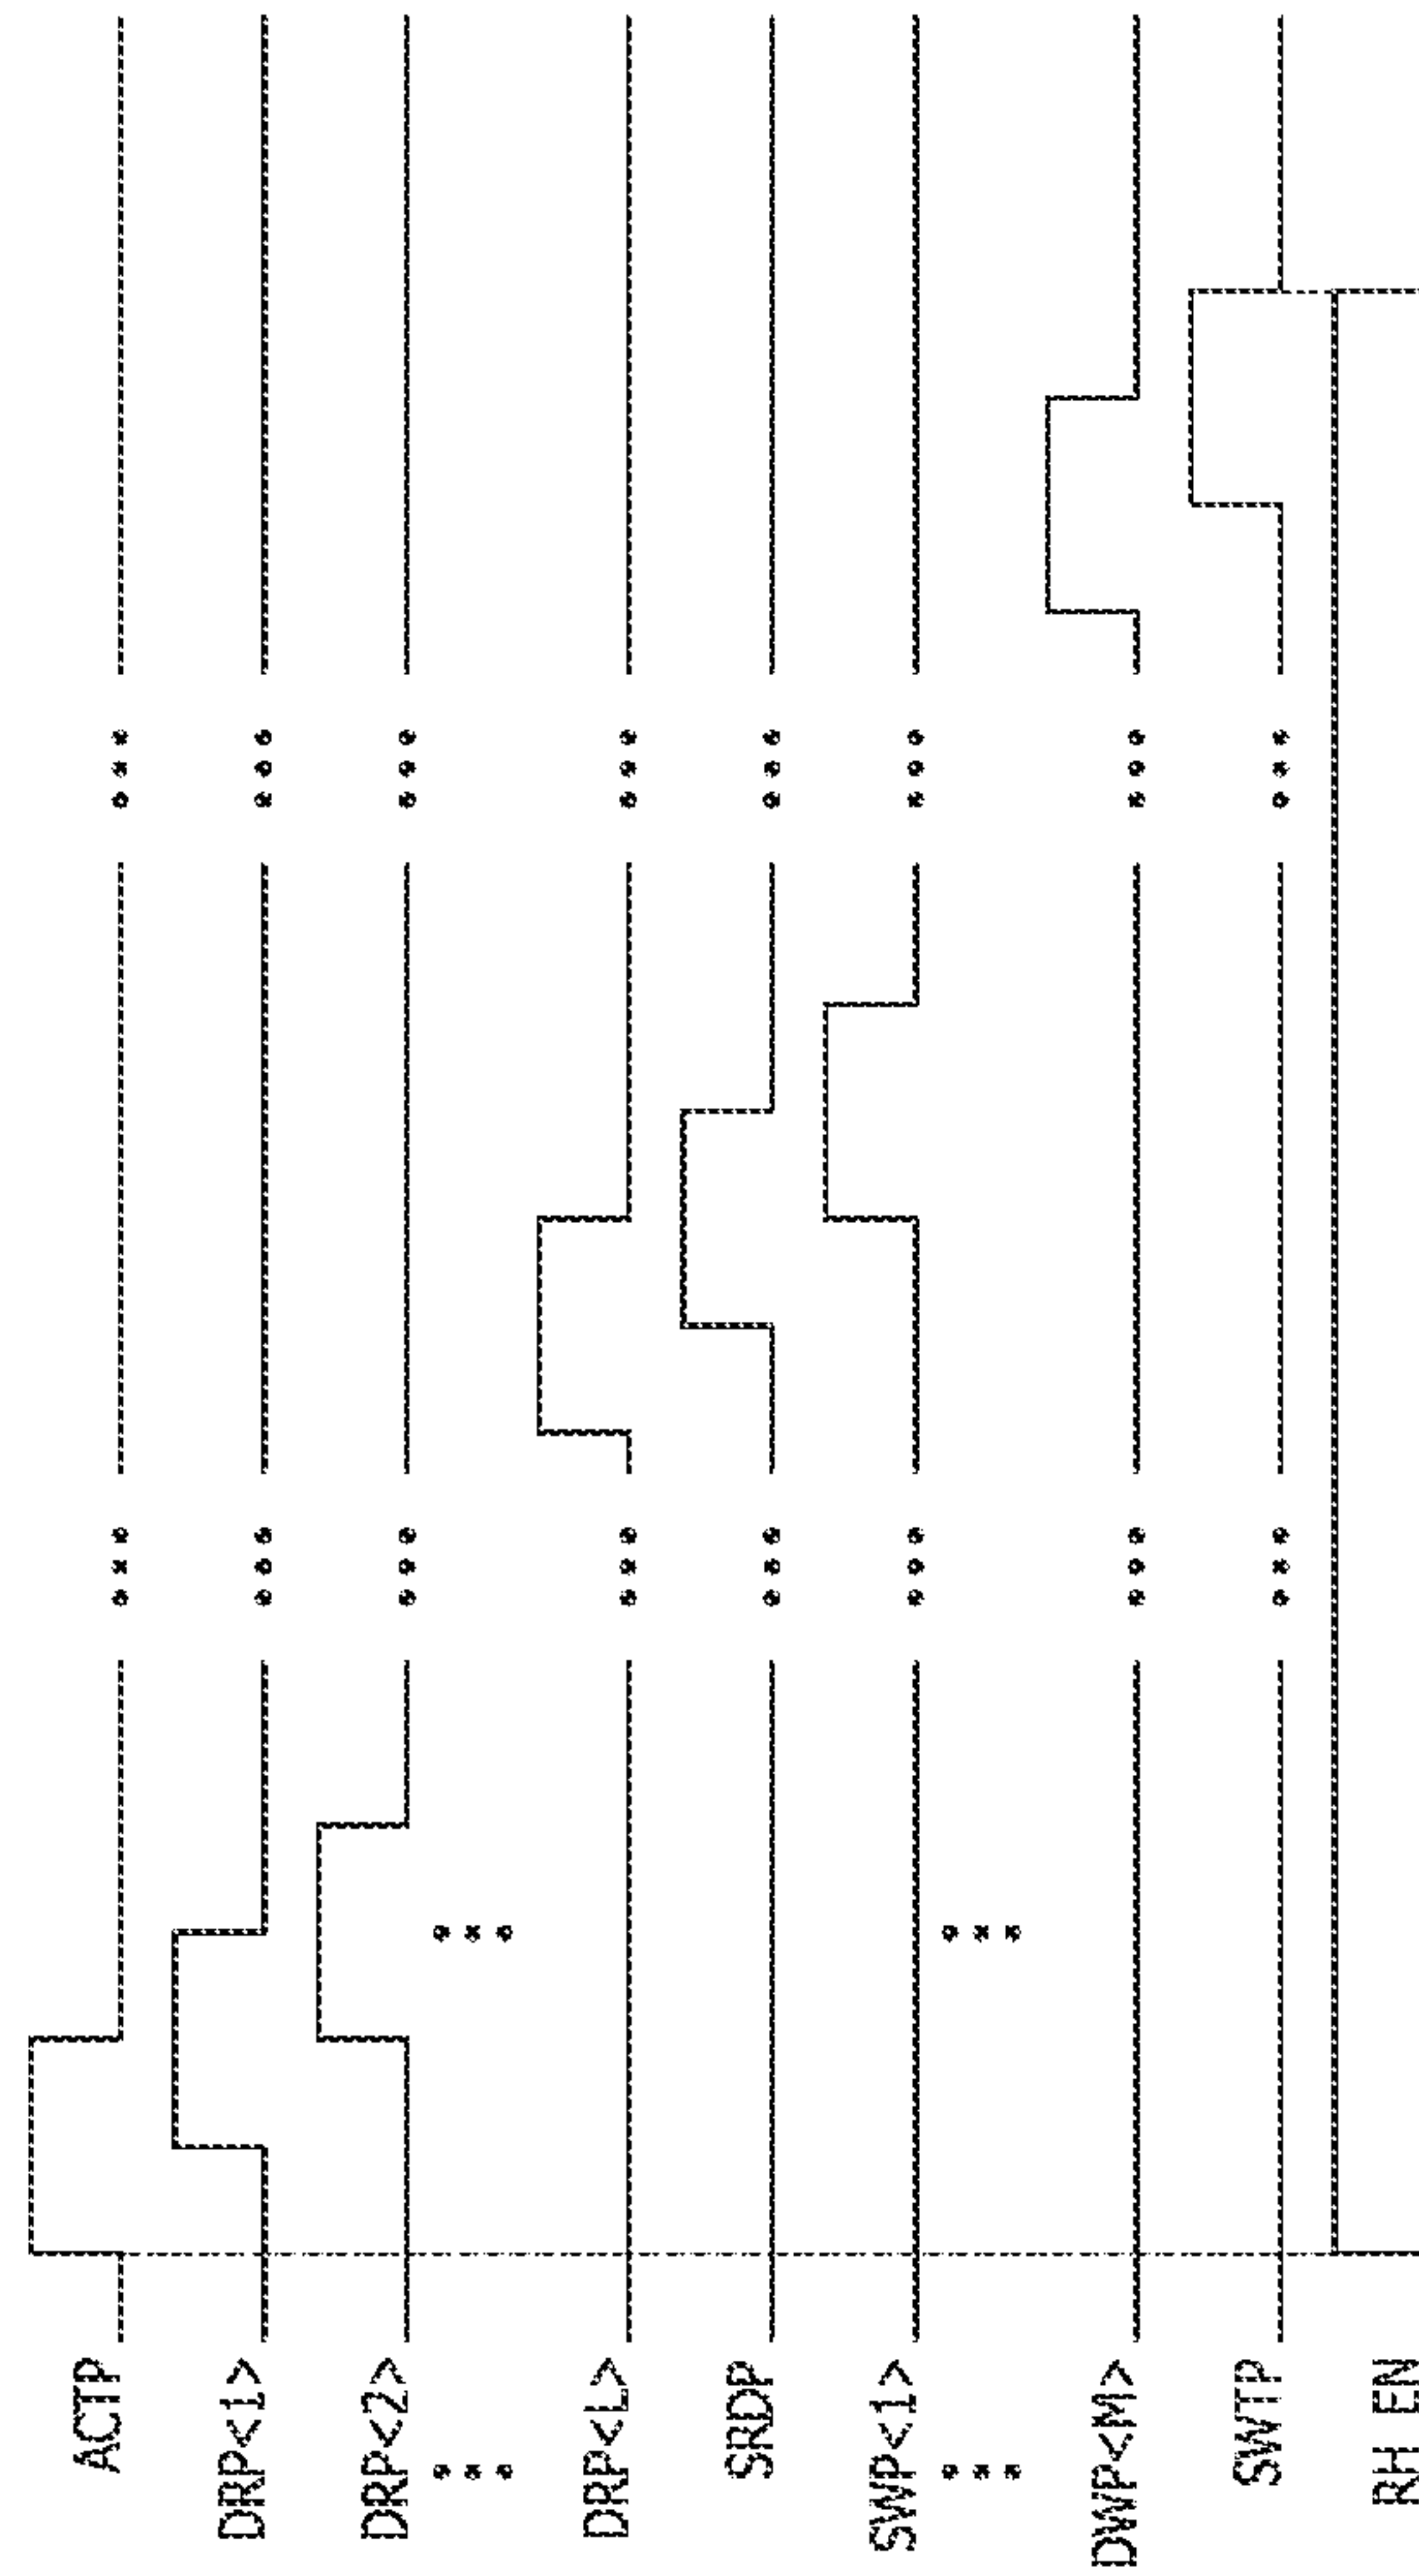 ACTP
DRP<1>
DRP<2>
DRP<L>
SRDP
SWP<1>
DWP<M>
SWTP
RH_EN